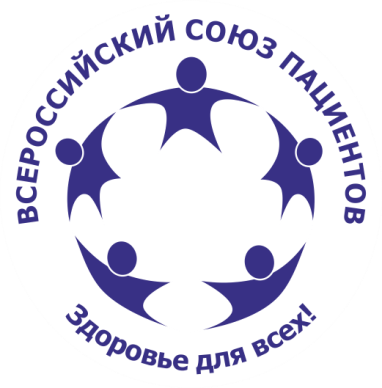 ВСЕРОССИЙСКИЙ СОЮЗ ПАЦИЕНТОВ
Здоровье для всех!